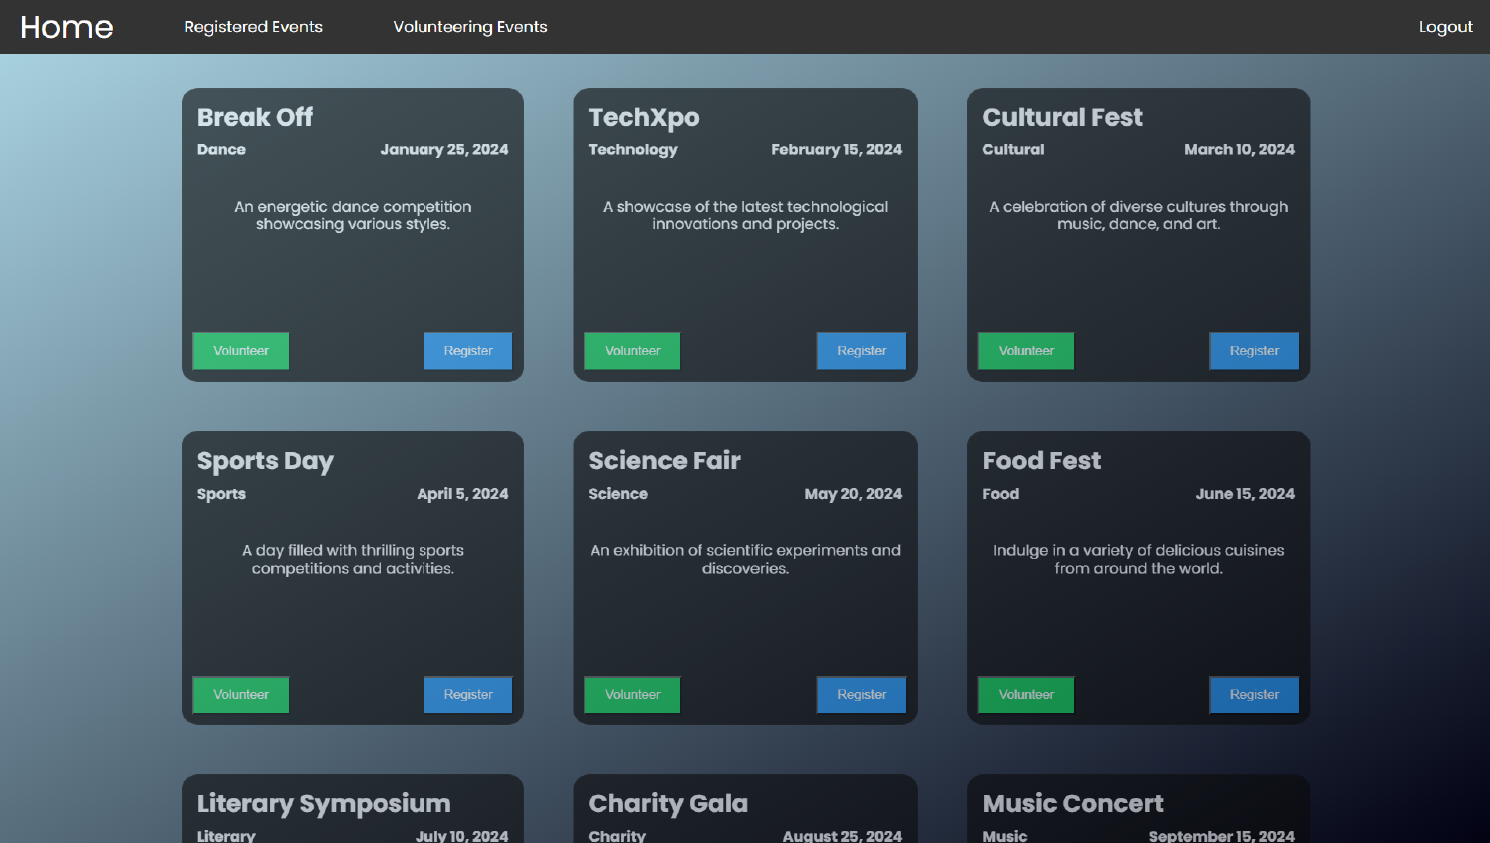 Home Registered Events Volunteering Events Logout
Break Off
Dance January 25, 2024
An energetic dance competition
showcasing various styles.
Volunteer Register
TechXpo
Technology February 15, 2024
A showcase of the latest technological
innovations and projects.
Volunteer Register
Cultural Fest
Cultural March 10, 2024
A celebration of diverse cultures through
music, dance, and art.
Volunteer Register
Sports Day
Sports April 5, 2024
A day filled with thrilling sports
competitions and activities.
Volunteer Register
Science Fair
Science May 20, 2024
An exhibition of scientific experiments and
discoveries.
Volunteer Register
Food Fest
Food June 15, 2024
Indulge in a variety of delicious cuisines
from around the world.
Volunteer Register
Literary Symposium
Literary July 10, 2024
Charity Gala
Charity August 25, 2024
Music Concert
Music September 15, 2024